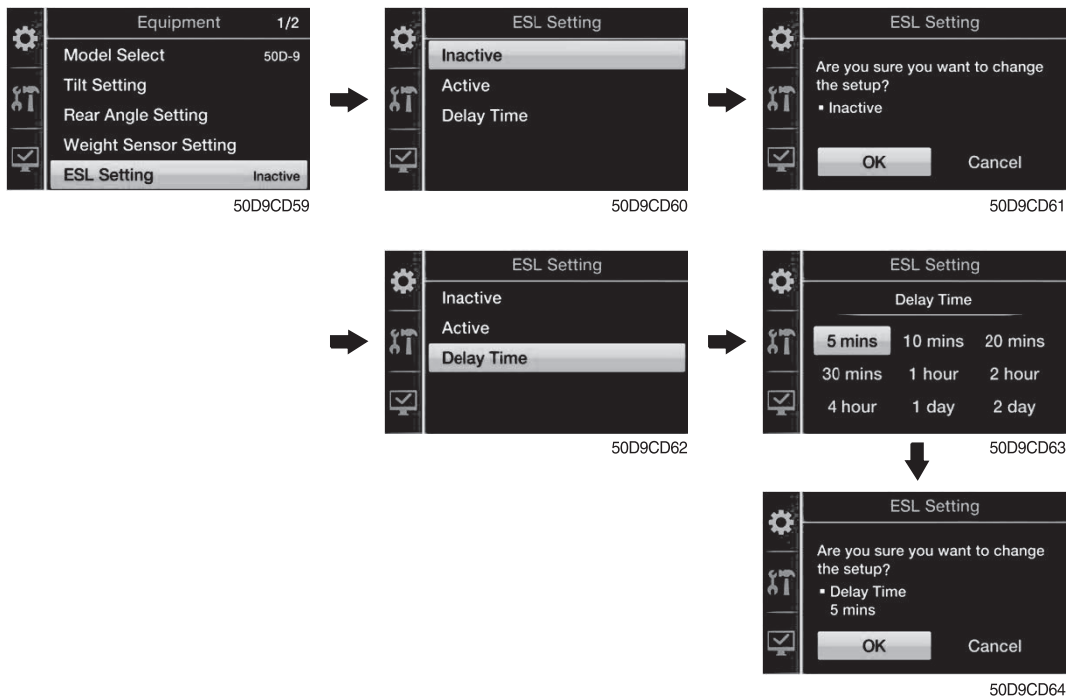 Equipment 1/2
Model Select 50D-9
Tilt Setting
Rear Angle Setting
Weight Sensor Setting
ESL Setting Inactive
50D9CD59
ESL Setting
Inactive
Active
Delay Time
50D9CD60
ESL Setting
Are you sure you want to change
the setup?
▪ Inactive
OK Cancel
50D9CD61
ESL Setting
Inactive
Active
Delay Time
50D9CD62
ESL Setting
Delay Time
5 mins 10 mins 20 mins
30 mins 1 hour 2 hour
4 hour 1 day 2 day
50D9CD63
ESL Setting
Are you sure you want to change
the setup?
▪ Delay Time
5 mins
OK Cancel
50D9CD64